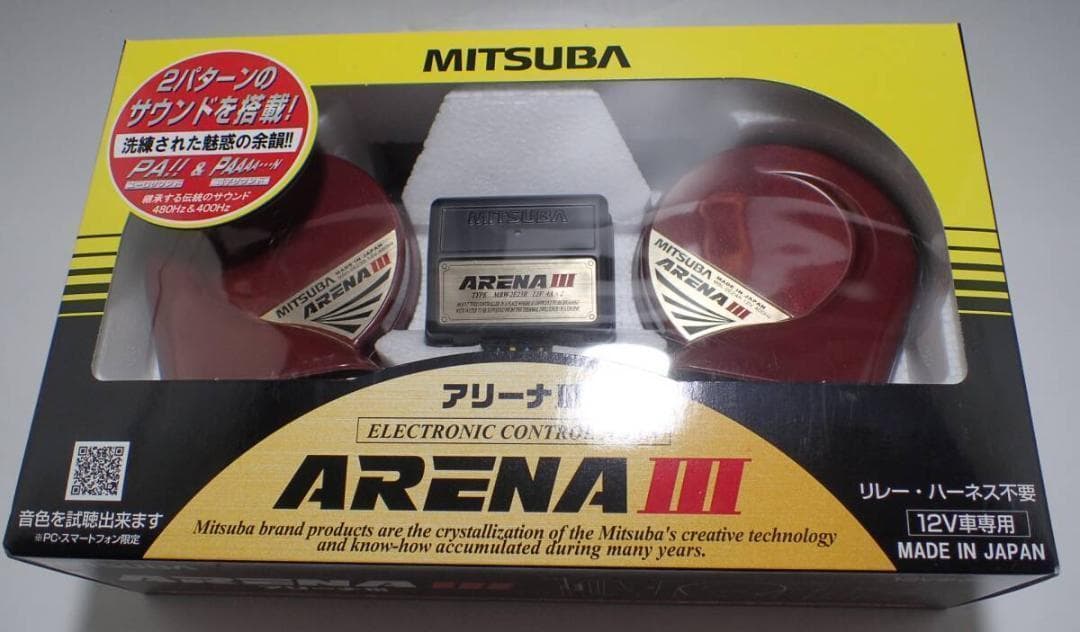 MITSUBA
2パターンの
サウンドを搭載!
洗練された魅惑の余韻!!
PA!! & PAAAA…N
継承する伝統のサウンド
480Hz&400Hz
MITSUBA
ARENA III
TYPE
MITSUBA
MADE IN JAPAN
ARENA III
MITSUBA
MADE IN JAPAN
ARENA III
アリーナIII
ELECTRONIC CONTROL
ARENA III
Mitsuba brand products are the crystallization of the Mitsuba's creative technology
and know-how accumulated during many years.
音色を試聴出来ます
※PC・スマートフォン限定
リレー・ハーネス不要
12V車専用
MADE IN JAPAN
ARENA III